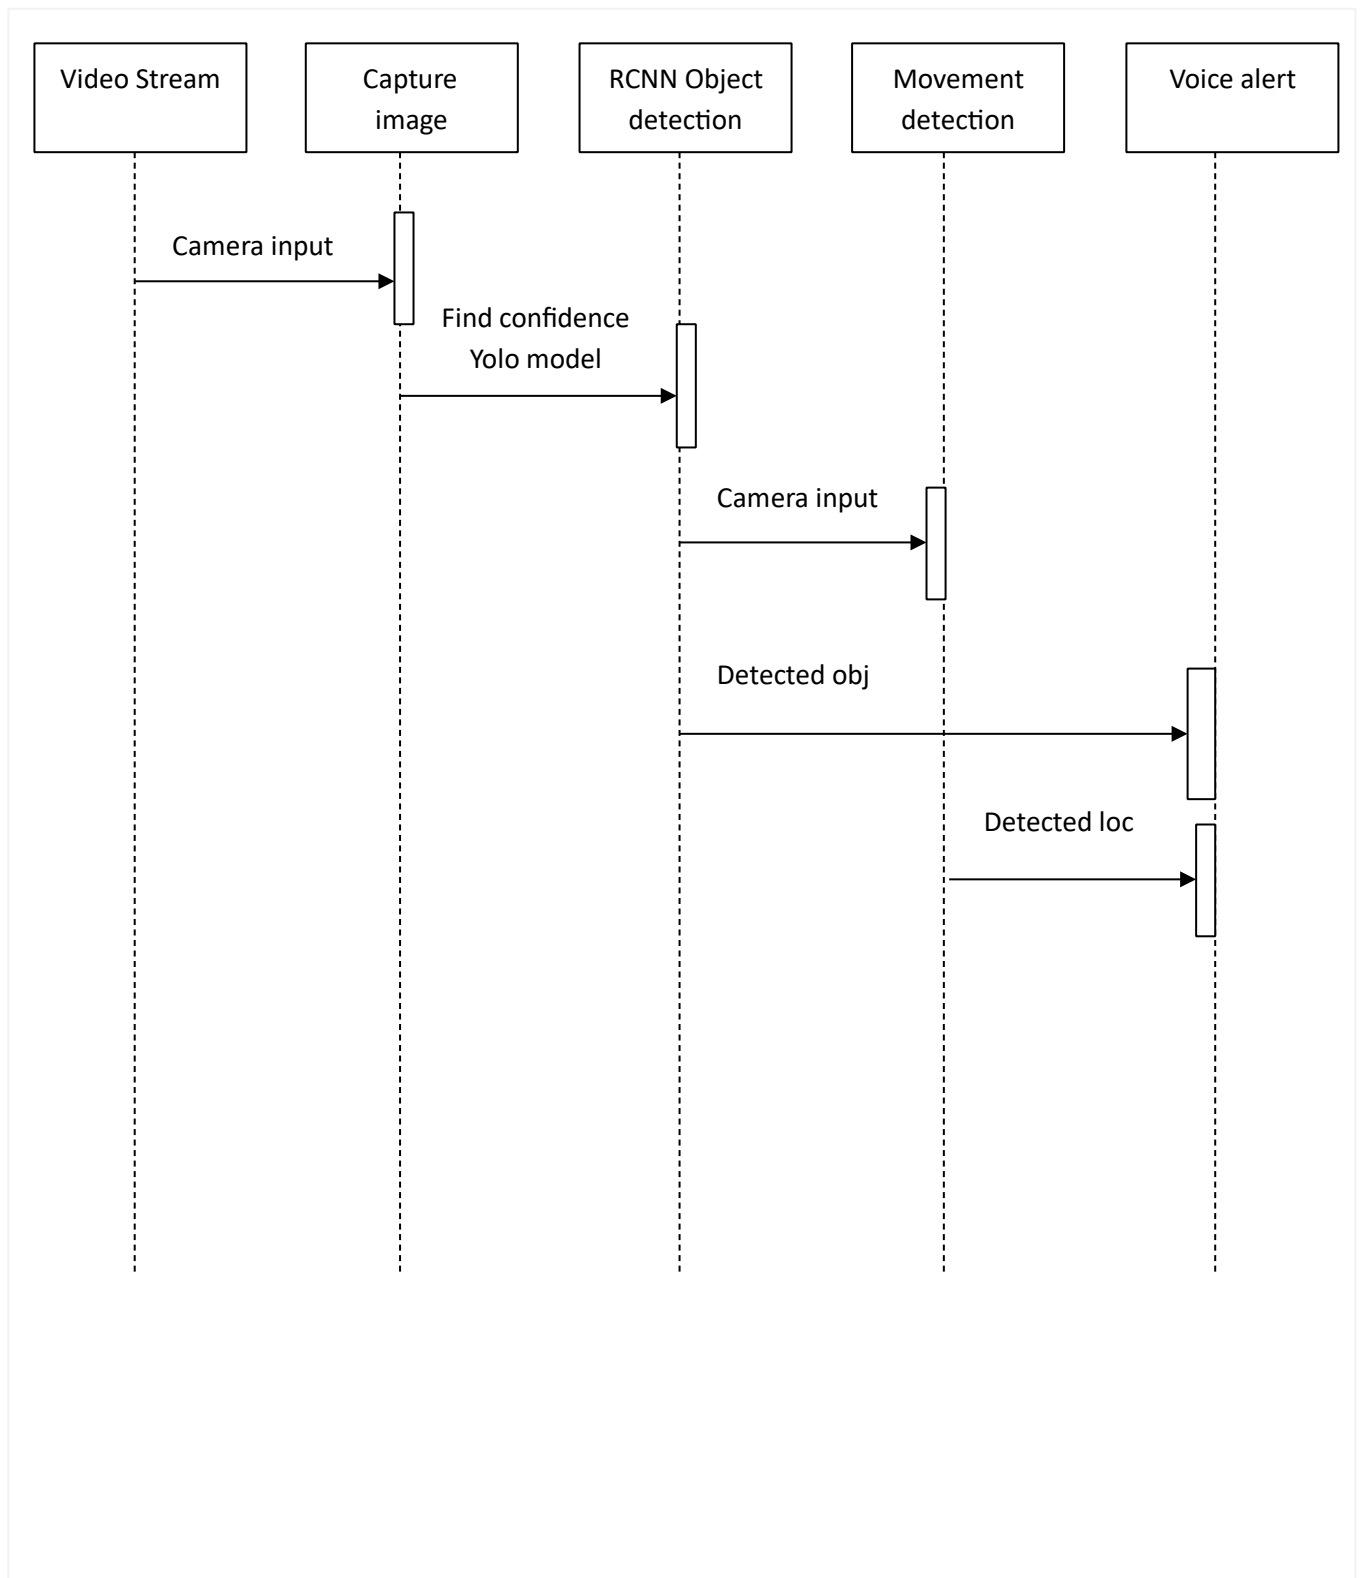 Video Stream
Capture
image
RCNN Object
detection
Movement
detection
Voice alert
Camera input
Find confidence
Yolo model
Camera input
Detected obj
Detected loc